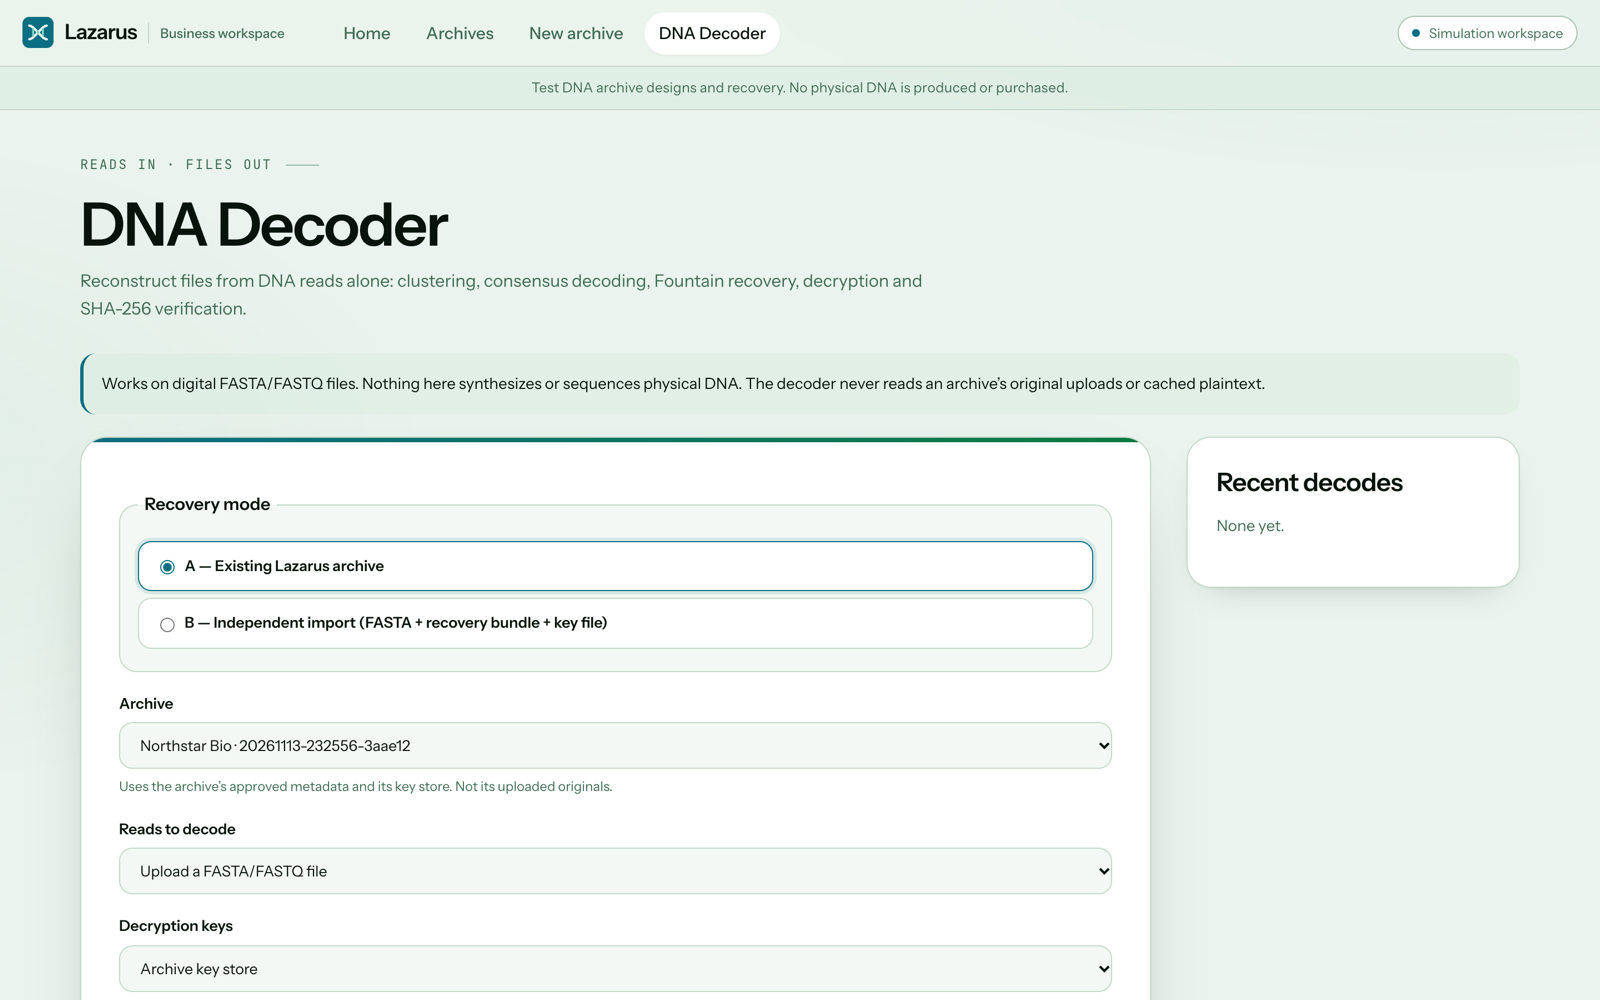 Lazarus
Business workspace
Home
Archives
New archive
DNA Decoder
Simulation workspace
Test DNA archive designs and recovery. No physical DNA is produced or purchased.
READS IN · FILES OUT
DNA Decoder
Reconstruct files from DNA reads alone: clustering, consensus decoding, Fountain recovery, decryption and
SHA-256 verification.
Works on digital FASTA/FASTQ files. Nothing here synthesizes or sequences physical DNA. The decoder never reads an archive’s original uploads or cached plaintext.
Recovery mode
A — Existing Lazarus archive
B — Independent import (FASTA + recovery bundle + key file)
Archive
Northstar Bio · 20261113-232556-3aae12
Uses the archive’s approved metadata and its key store. Not its uploaded originals.
Reads to decode
Upload a FASTA/FASTQ file
Decryption keys
Archive key store
Recent decodes
None yet.